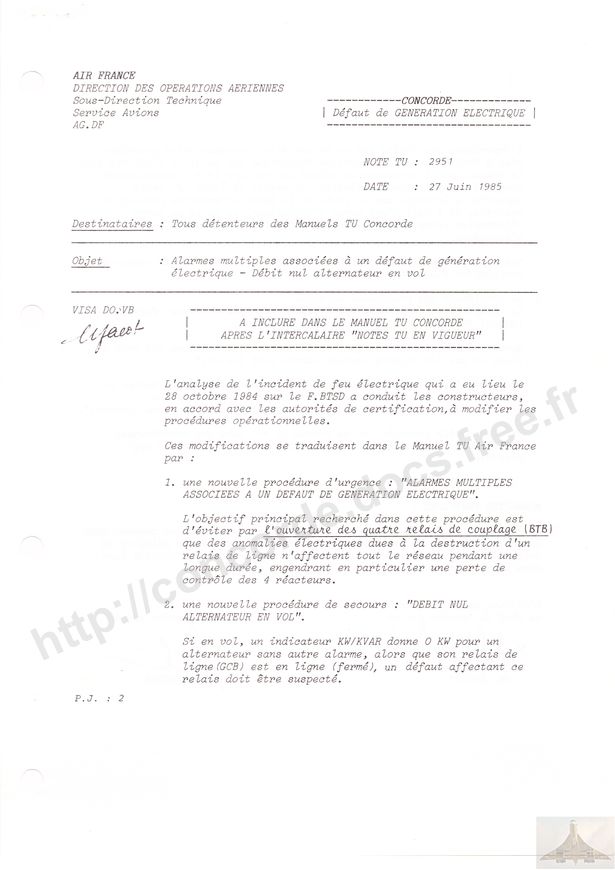 AIR FRANCE
DIRECTION DES OPERATIONS AERIENNES
Sous-Direction Technique
Service Avions
AG.DF
------------CONCORDE-------------
| Défaut de GENERATION ELECTRIQUE |
NOTE TU : 2951
DATE : 27 Juin 1985
Destinataires : Tous détenteurs des Manuels TU Concorde
Objet : Alarmes multiples associées à un défaut de génération
électrique - Débit nul alternateur en vol
VISA DO.VB
| A INCLURE DANS LE MANUEL TU CONCORDE |
| APRES L'INTERCALAIRE "NOTES TU EN VIGUEUR" |
L'analyse de l'incident de feu électrique qui a eu lieu le
28 octobre 1984 sur le F.BTSD a conduit les constructeurs,
en accord avec les autorités de certification, à modifier les
procédures opérationnelles.
Ces modifications se traduisent dans le Manuel TU Air France
par :
1. une nouvelle procédure d'urgence : "ALARMES MULTIPLES
ASSOCIEES A UN DEFAUT DE GENERATION ELECTRIQUE".
L'objectif principal recherché dans cette procédure est
d'éviter par l'ouverture des quatre relais de couplage (BTB)
que des anomalies électriques dues à la destruction d'un
relais de ligne n'affectent tout le réseau pendant une
longue durée, engendrant en particulier une perte de
contrôle des 4 réacteurs.
2. une nouvelle procédure de secours : "DEBIT NUL
ALTERNATEUR EN VOL".
Si en vol, un indicateur KW/KVAR donne O KW pour un
alternateur sans autre alarme, alors que son relais de
ligne(GCB) est en ligne (fermé), un défaut affectant ce
relais doit être suspecté.
P.J. : 2
http://concorde.docs.free.fr